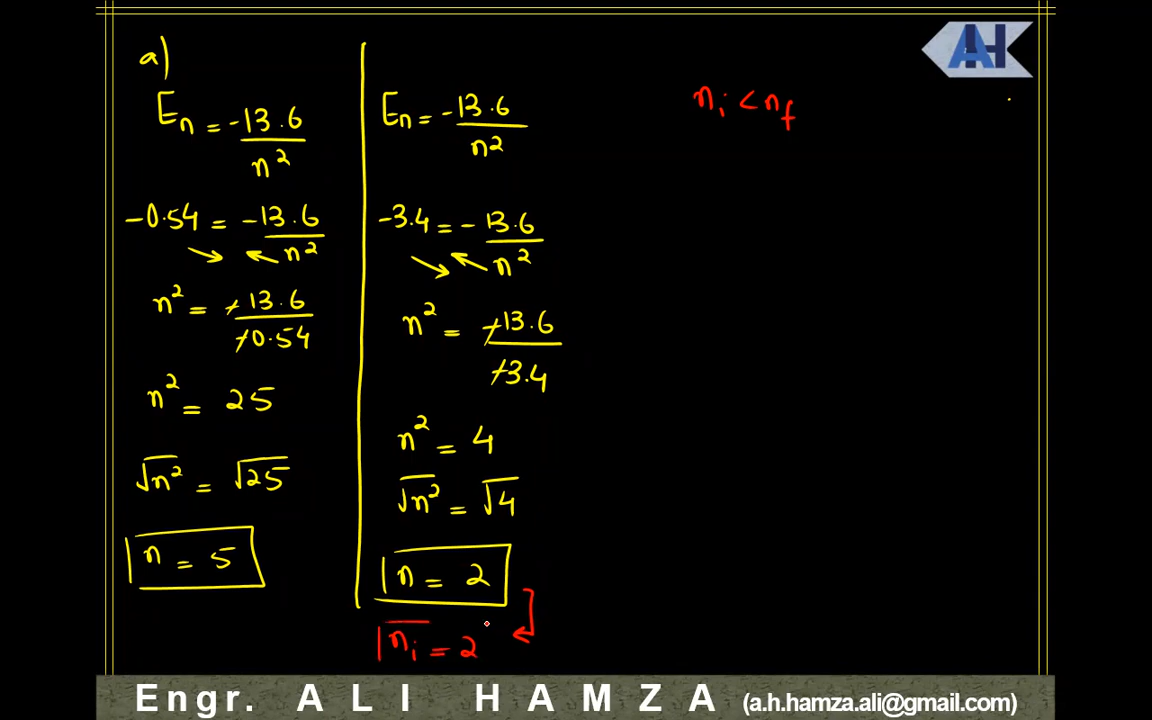 a)
Eₙ = -13.6 / n²
-0.54 = -13.6 / n²
n² = -13.6 / -0.54
n² = 25
√n² = √25
n = 5
Eₙ = -13.6 / n²
-3.4 = -13.6 / n²
n² = -13.6 / -3.4
n² = 4
√n² = √4
n = 2
nᵢ = 2
nᵢ < n_f
AH
Engr. ALI HAMZA (a.h.hamza.ali@gmail.com)